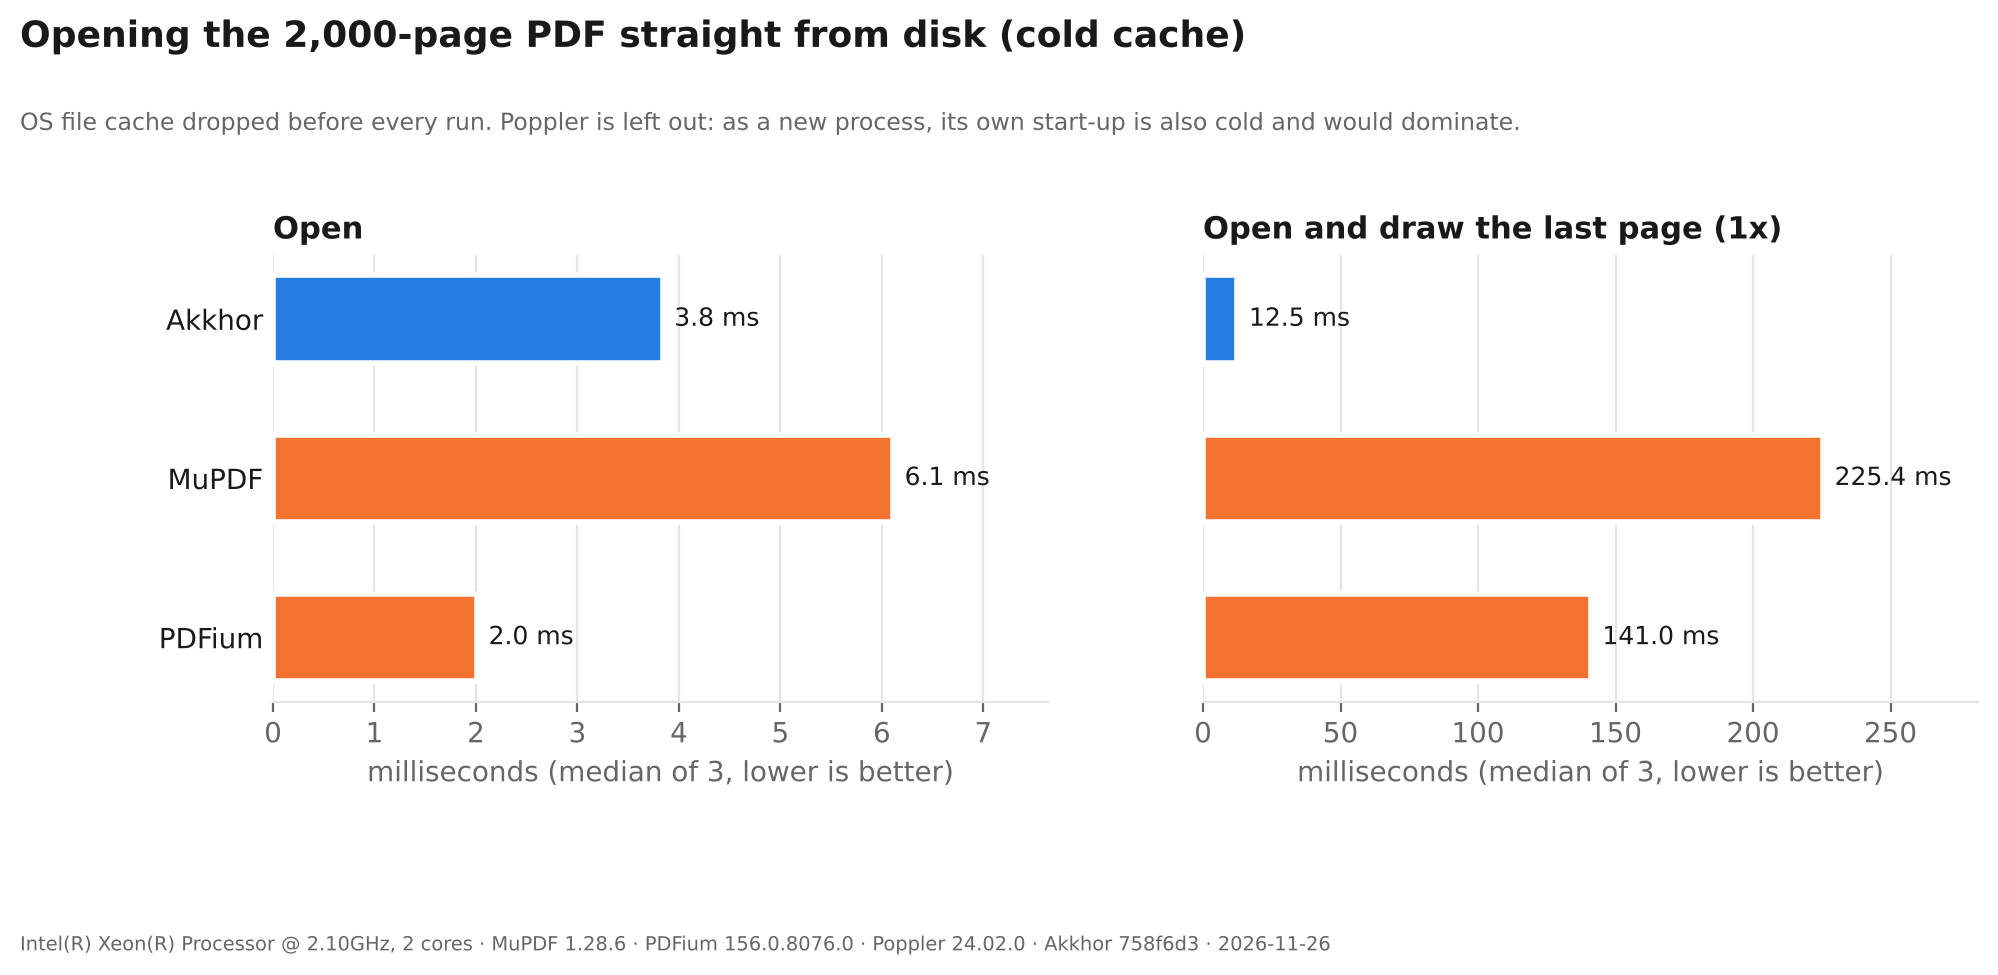 Opening the 2,000-page PDF straight from disk (cold cache)
OS file cache dropped before every run. Poppler is left out: as a new process, its own start-up is also cold and would dominate.
Open
Akkhor
3.8 ms
MuPDF
6.1 ms
PDFium
2.0 ms
0 1 2 3 4 5 6 7
milliseconds (median of 3, lower is better)
Open and draw the last page (1x)
12.5 ms
225.4 ms
141.0 ms
0 50 100 150 200 250
milliseconds (median of 3, lower is better)
Intel(R) Xeon(R) Processor @ 2.10GHz, 2 cores · MuPDF 1.28.6 · PDFium 156.0.8076.0 · Poppler 24.02.0 · Akkhor 758f6d3 · 2026-11-26